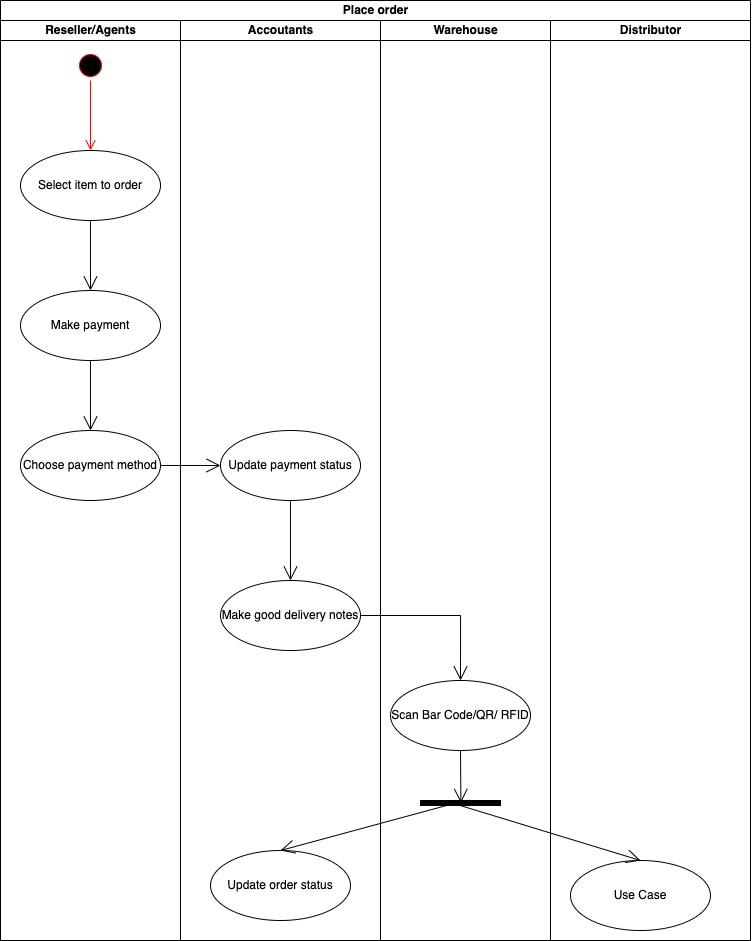 Place order
Reseller/Agents
Accoutants
Warehouse
Distributor
Select item to order
Make payment
Choose payment method
Update payment status
Make good delivery notes
Scan Bar Code/QR/ RFID
Update order status
Use Case